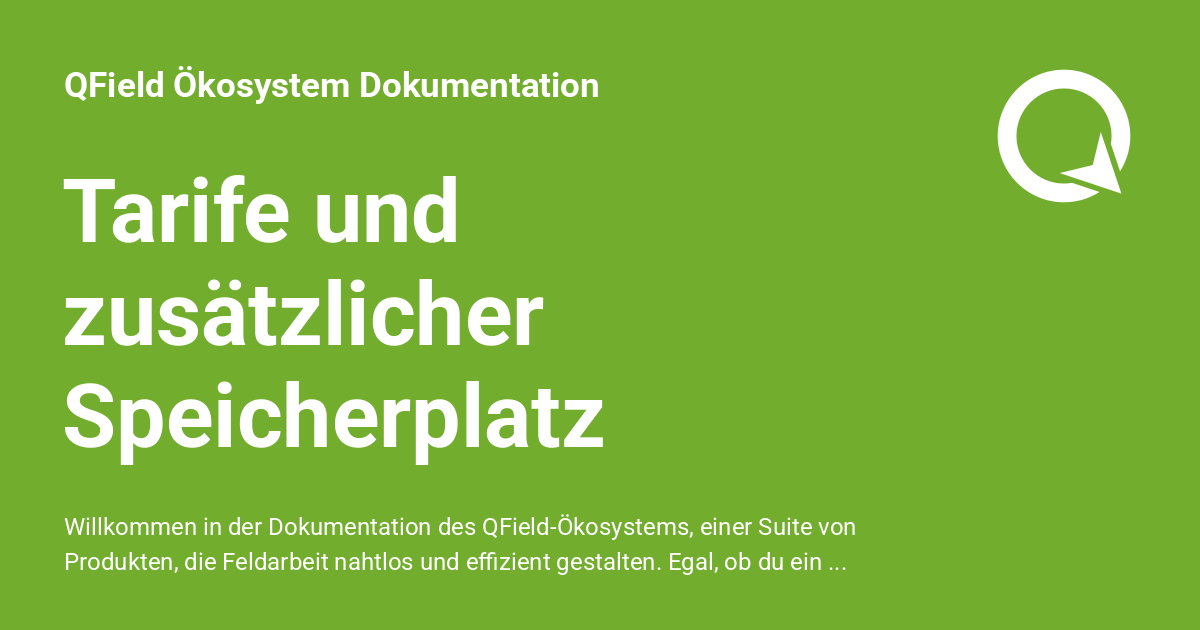 QField Ökosystem Dokumentation
Tarife und
zusätzlicher
Speicherplatz
Willkommen in der Dokumentation des QField-Ökosystems, einer Suite von
Produkten, die Feldarbeit nahtlos und effizient gestalten. Egal, ob du ein ...